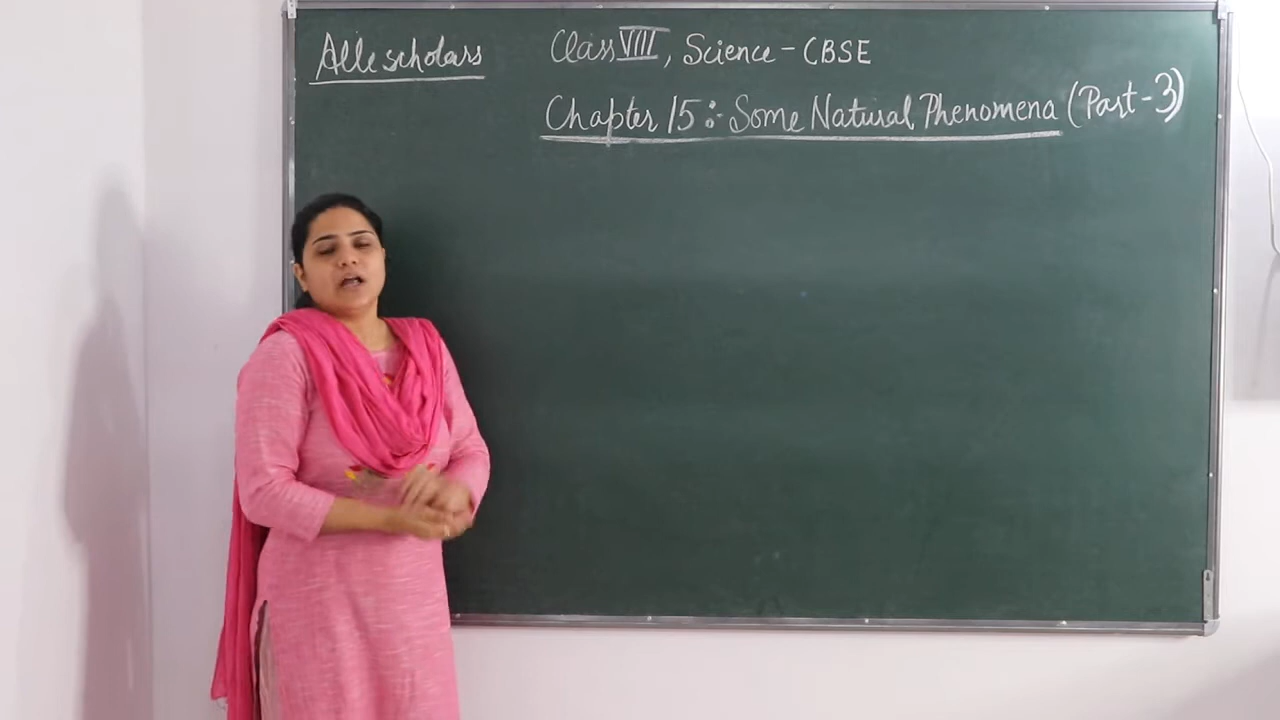 Alle scholars
Class VIII, Science - CBSE
Chapter 15 :- Some Natural Phenomena (Part-3)